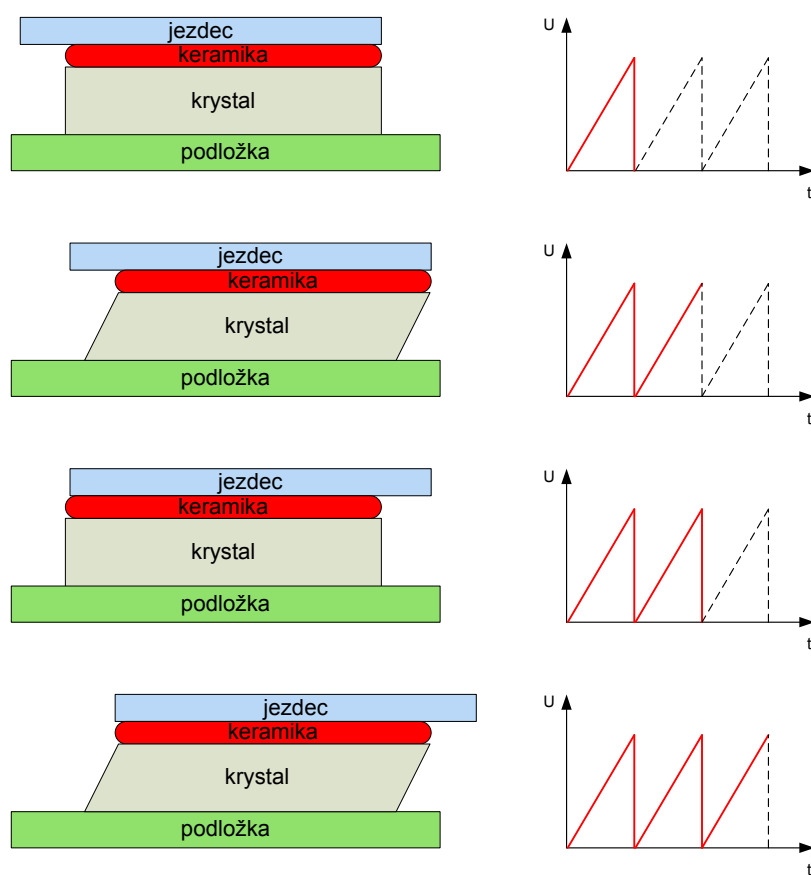 jezdec
keramika
krystal
podložka
U
t
jezdec
keramika
krystal
podložka
U
t
jezdec
keramika
krystal
podložka
U
t
jezdec
keramika
krystal
podložka
U
t